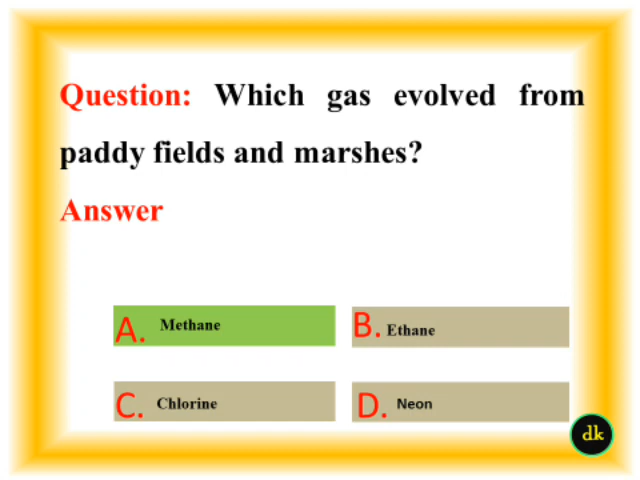 Question: Which gas evolved from
paddy fields and marshes?
Answer
A. Methane
B. Ethane
C. Chlorine
D. Neon
dk